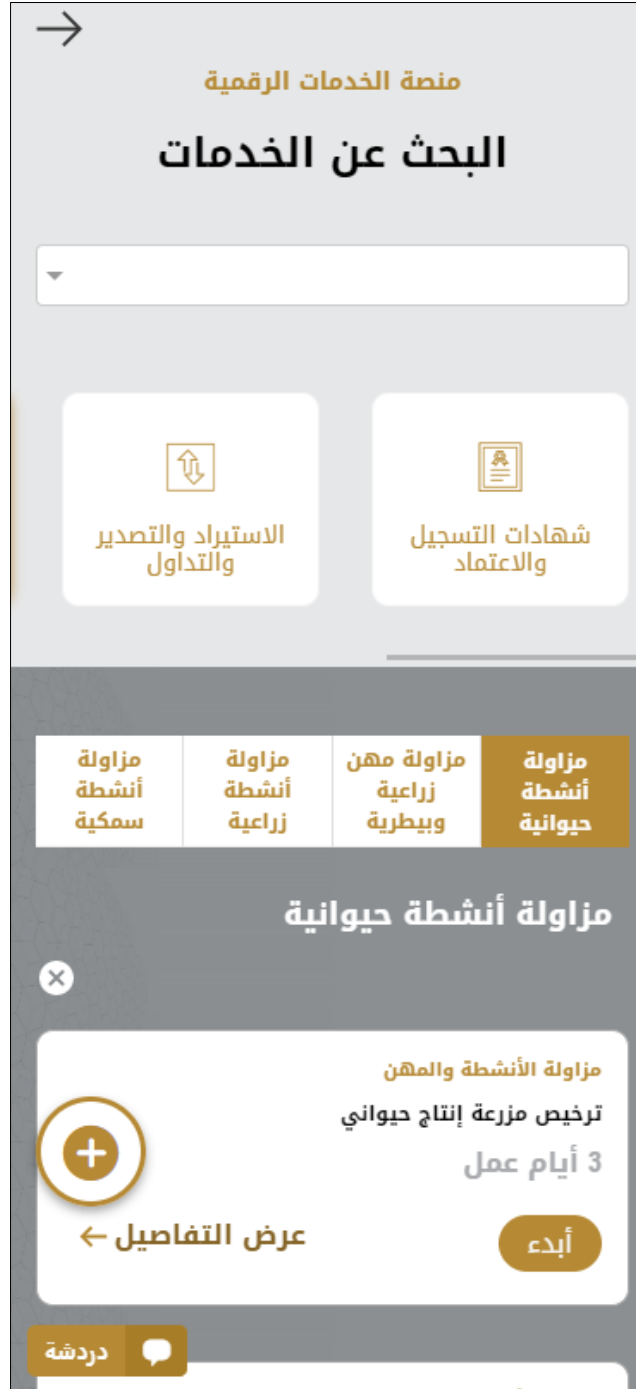 منصة الخدمات الرقمية
البحث عن الخدمات
شهادات التسجيل
والاعتماد
الاستيراد والتصدير
والتداول
مزاولة
أنشطة
حيوانية
مزاولة مهن
زراعية
وبيطرية
مزاولة
أنشطة
زراعية
مزاولة
أنشطة
سمكية
مزاولة أنشطة حيوانية
مزاولة الأنشطة والمهن
ترخيص مزرعة إنتاج حيواني
3 أيام عمل
أبدء
عرض التفاصيل
دردشة